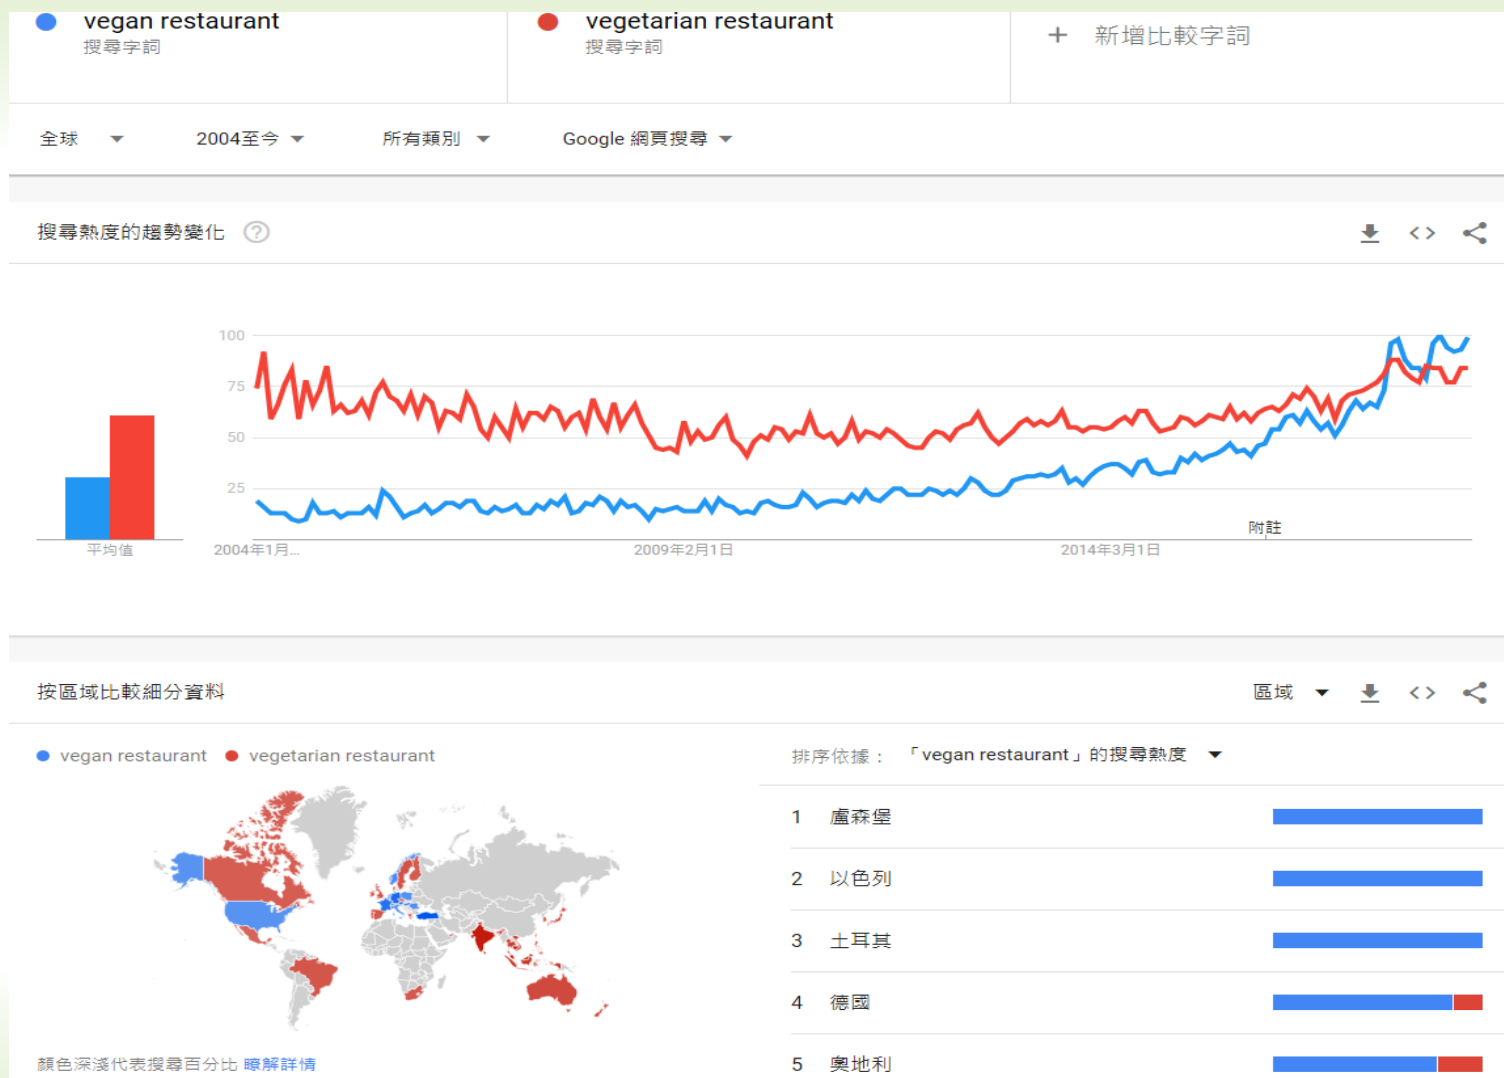 vegan restaurant
搜尋字詞
vegetarian restaurant
搜尋字詞
+ 新增比較字詞
全球
2004至今
所有類別
Google 網頁搜尋
搜尋熱度的趨勢變化 ?
100
75
50
25
平均值
2004年1月...
2009年2月1日
2014年3月1日
附註
按區域比較細分資料
區域
vegan restaurant
vegetarian restaurant
排序依據：「vegan restaurant」的搜尋熱度
1 盧森堡
2 以色列
3 土耳其
4 德國
5 奧地利
顏色深淺代表搜尋百分比 瞭解詳情